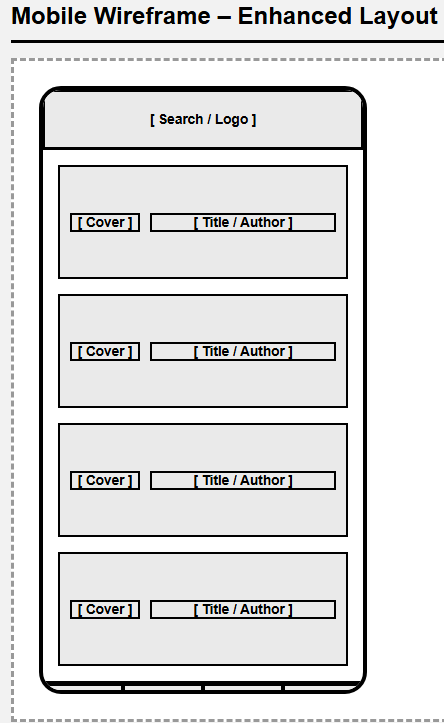 Mobile Wireframe – Enhanced Layout
[ Search / Logo ]
[ Cover ] [ Title / Author ]
[ Cover ] [ Title / Author ]
[ Cover ] [ Title / Author ]
[ Cover ] [ Title / Author ]